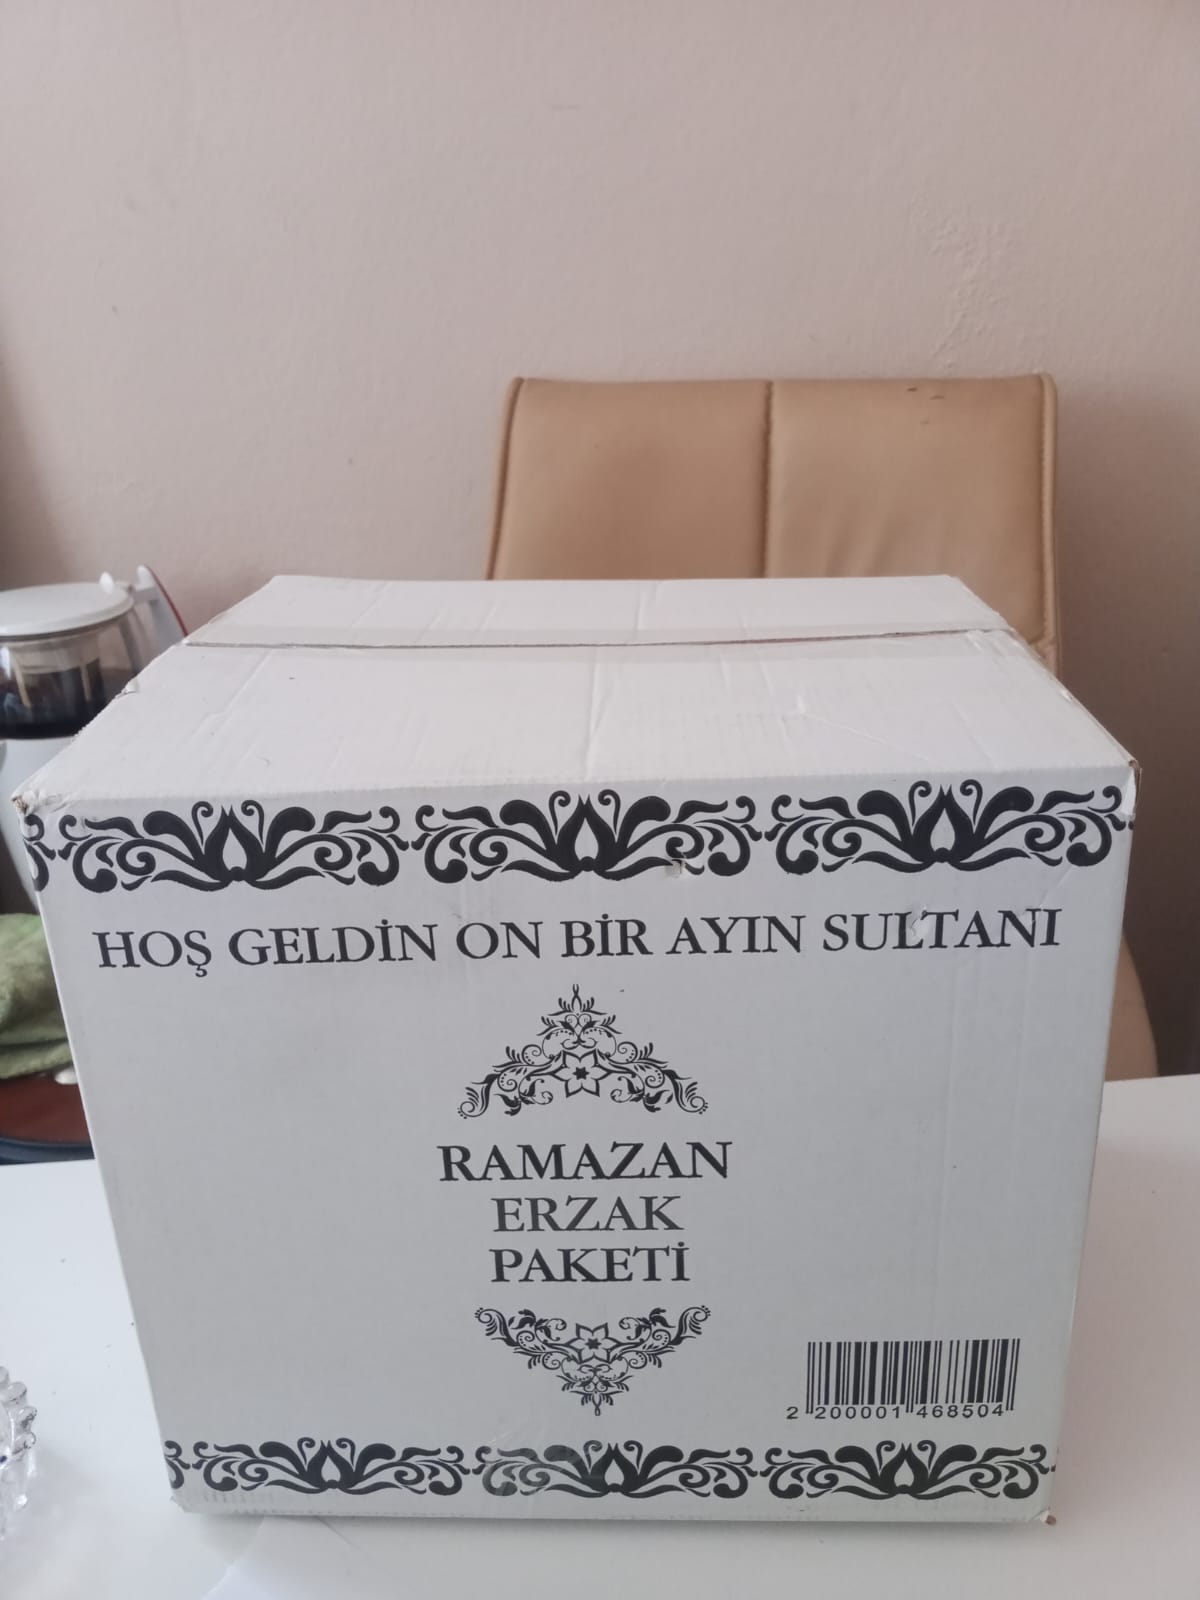 HOŞ GELDİN ON BİR AYIN SULTANI
RAMAZAN
ERZAK
PAKETİ
2 200001 468504